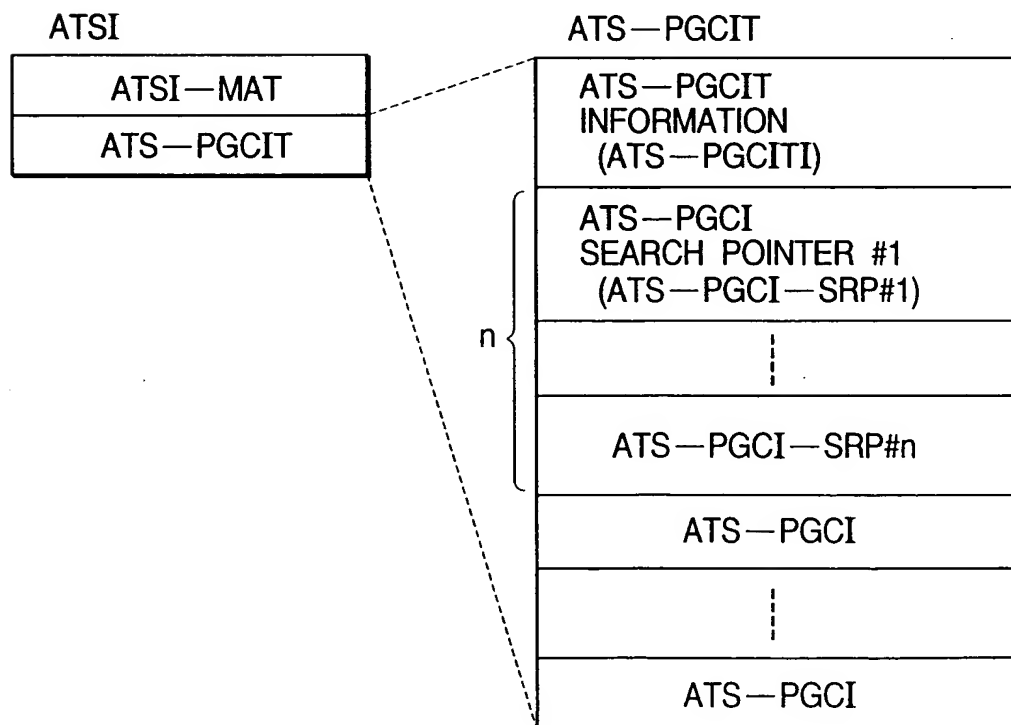 ATSI
ATSI—MAT
ATS—PGCIT
ATS—PGCIT
ATS—PGCIT
INFORMATION
(ATS—PGCITI)
ATS—PGCI
SEARCH POINTER #1
(ATS—PGCI—SRP#1)
n
ATS—PGCI—SRP#n
ATS—PGCI
ATS—PGCI